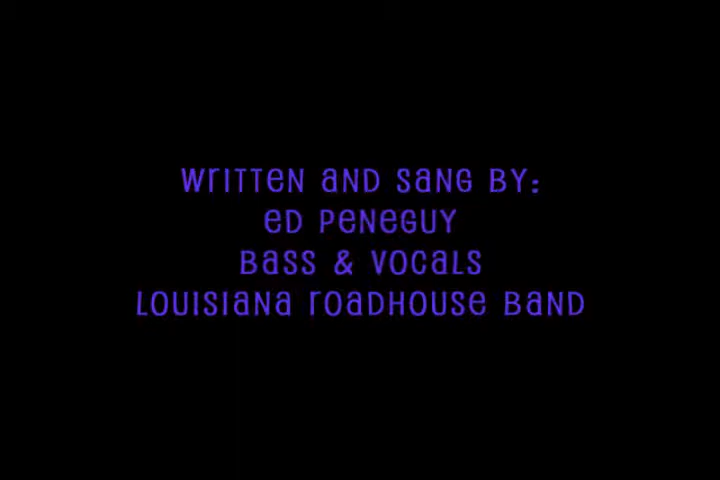 Written and Sang By:
Ed Peneguy
Bass & Vocals
Louisiana Roadhouse Band